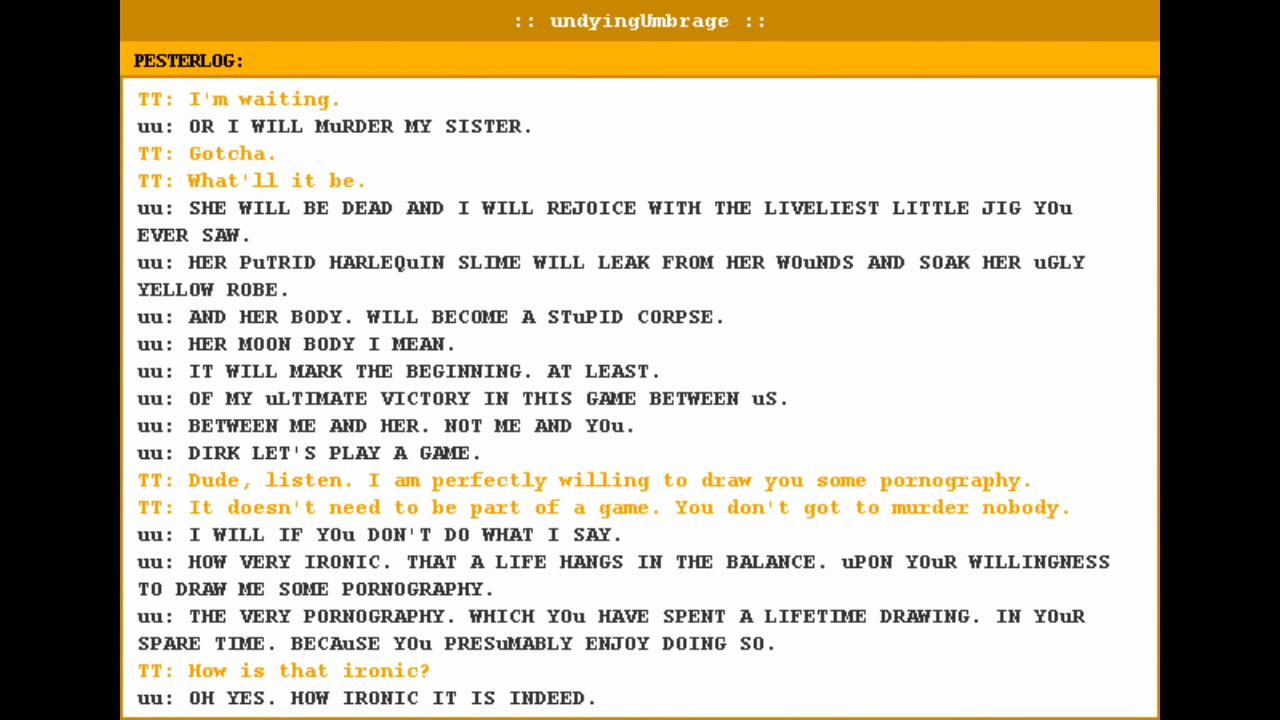 :: undyingUmbrage ::
PESTERLOG:
TT: I'm waiting.
uu: OR I WILL MuRDER MY SISTER.
TT: Gotcha.
TT: What'll it be.
uu: SHE WILL BE DEAD AND I WILL REJOICE WITH THE LIVELIEST LITTLE JIG YOu
EVER SAW.
uu: HER PuTRID HARLEQuIN SLIME WILL LEAK FROM HER WOuNDS AND SOAK HER uGLY
YELLOW ROBE.
uu: AND HER BODY. WILL BECOME A STuPID CORPSE.
uu: HER MOON BODY I MEAN.
uu: IT WILL MARK THE BEGINNING. AT LEAST.
uu: OF MY uLTIMATE VICTORY IN THIS GAME BETWEEN uS.
uu: BETWEEN ME AND HER. NOT ME AND YOu.
uu: DIRK LET'S PLAY A GAME.
TT: Dude, listen. I am perfectly willing to draw you some pornography.
TT: It doesn't need to be part of a game. You don't got to murder nobody.
uu: I WILL IF YOu DON'T DO WHAT I SAY.
uu: HOW VERY IRONIC. THAT A LIFE HANGS IN THE BALANCE. uPON YOuR WILLINGNESS
TO DRAW ME SOME PORNOGRAPHY.
uu: THE VERY PORNOGRAPHY. WHICH YOu HAVE SPENT A LIFETIME DRAWING. IN YOuR
SPARE TIME. BECAuSE YOu PRESuMABLY ENJOY DOING SO.
TT: How is that ironic?
uu: OH YES. HOW IRONIC IT IS INDEED.